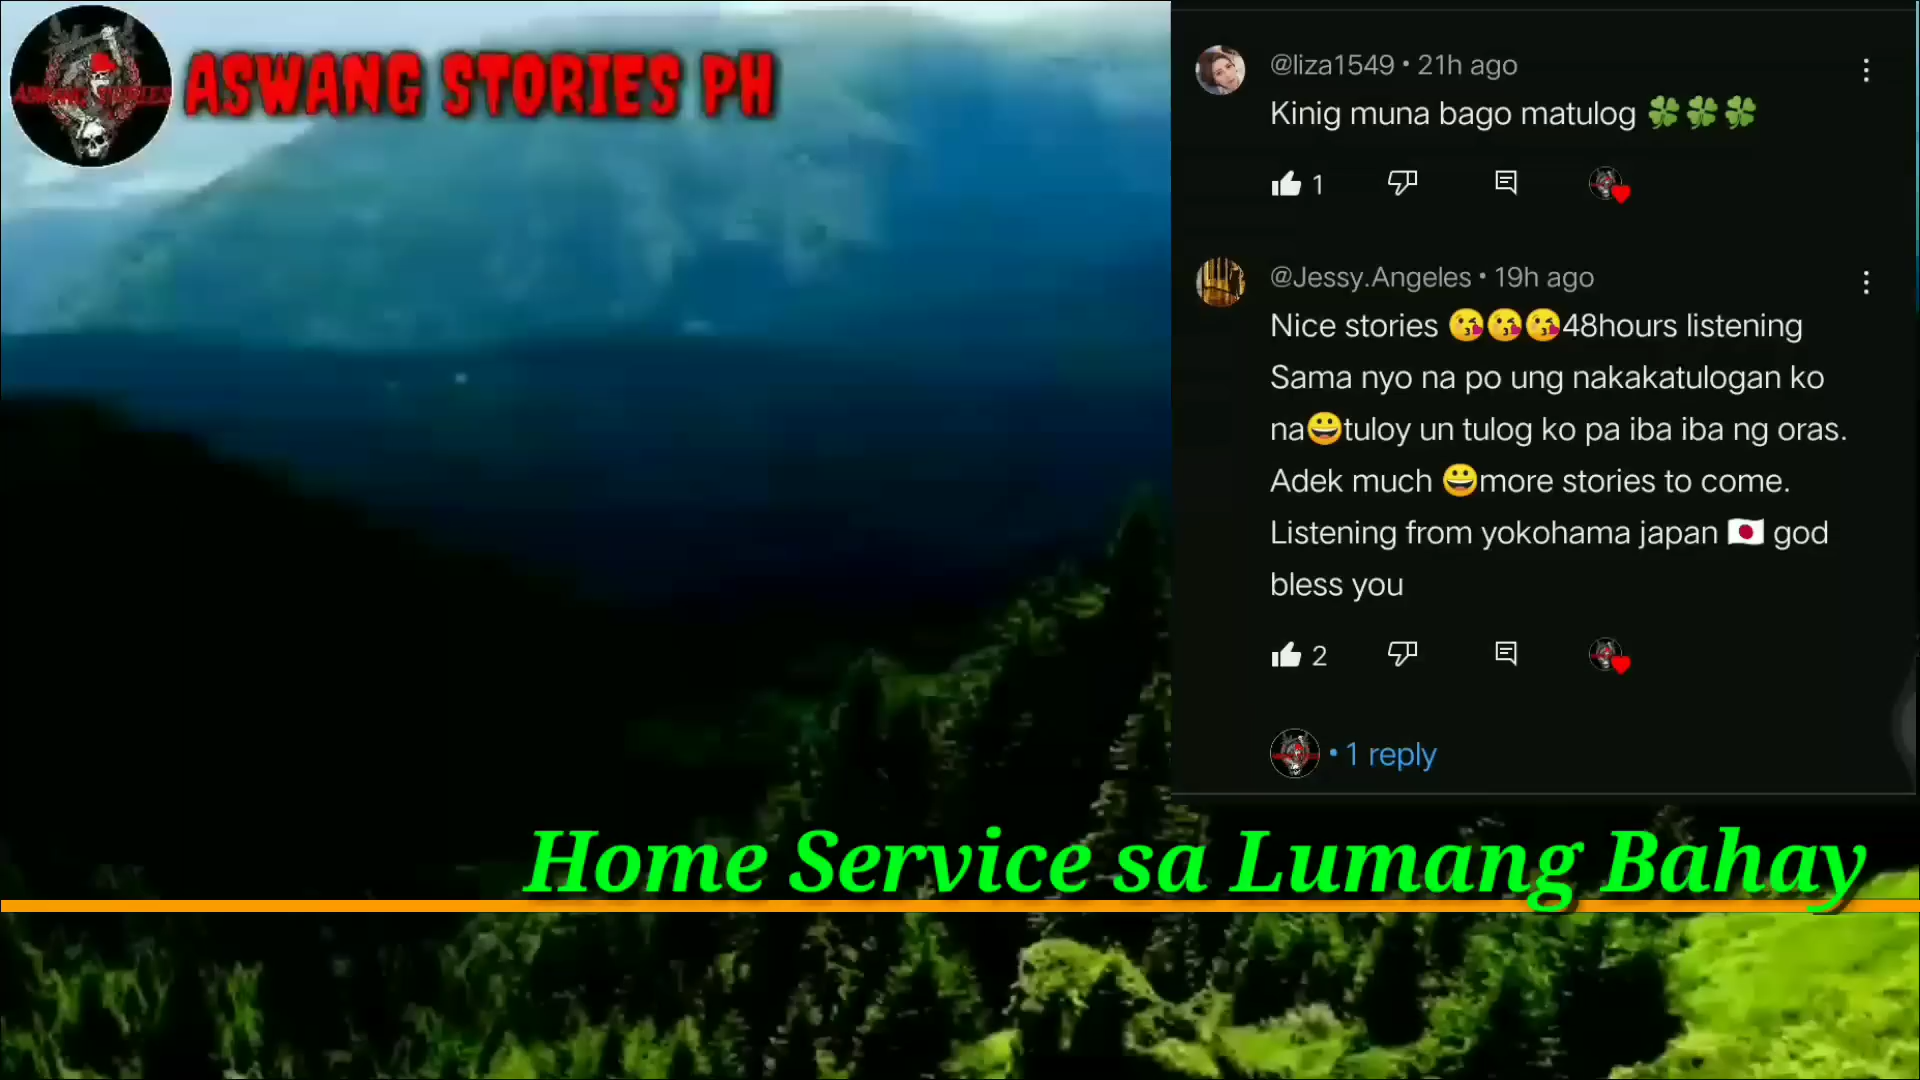 ASWANG STORIES PH
ASWANG STORIES
@liza1549 • 21h ago
Kinig muna bago matulog 🍀🍀🍀
1
@Jessy.Angeles • 19h ago
Nice stories 😘😘😘48hours listening
Sama nyo na po ung nakakatulogan ko
na😀tuloy un tulog ko pa iba iba ng oras.
Adek much 😀more stories to come.
Listening from yokohama japan 🇯🇵 god
bless you
2
• 1 reply
Home Service sa Lumang Bahay